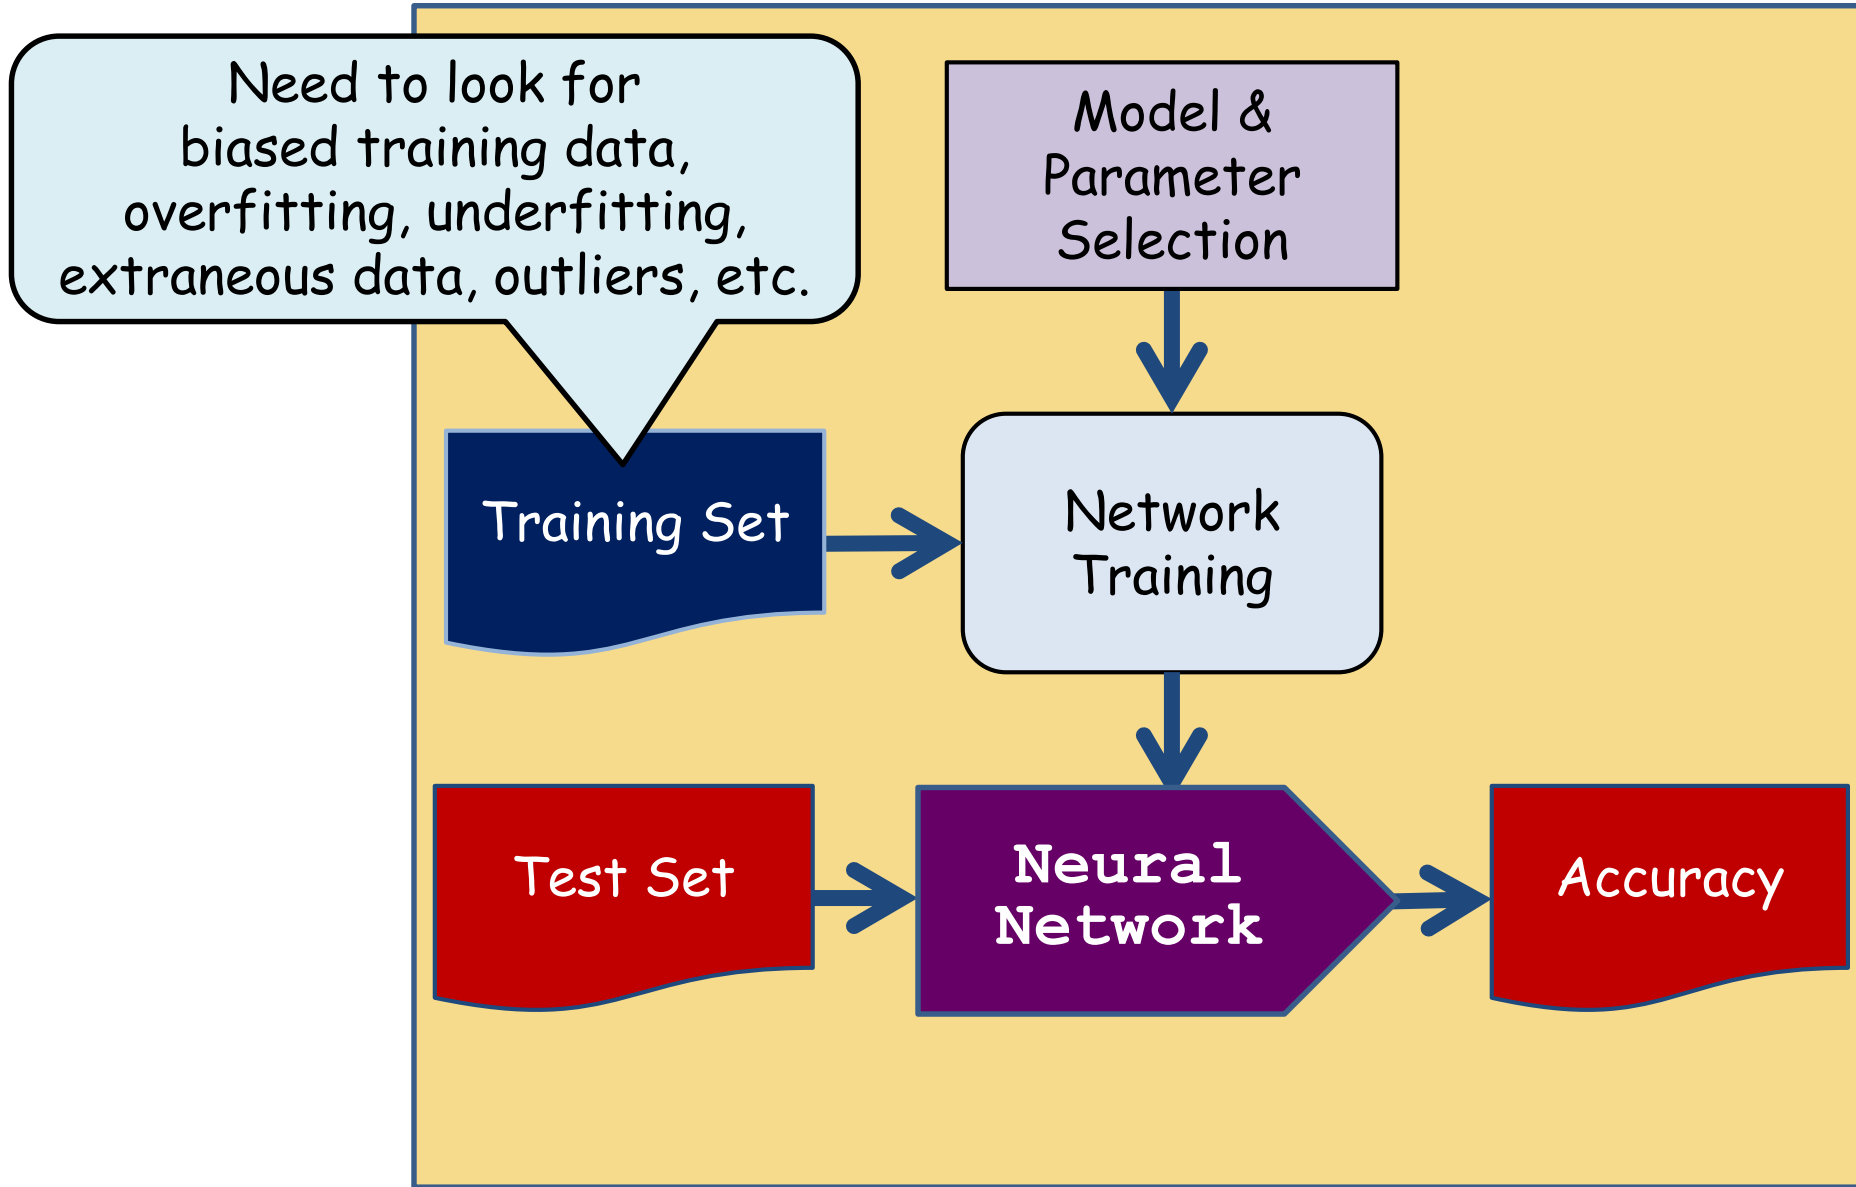 Need to look for
biased training data,
overfitting, underfitting,
extraneous data, outliers, etc.
Model &
Parameter
Selection
Training Set
Network
Training
Test Set
Neural
Network
Accuracy